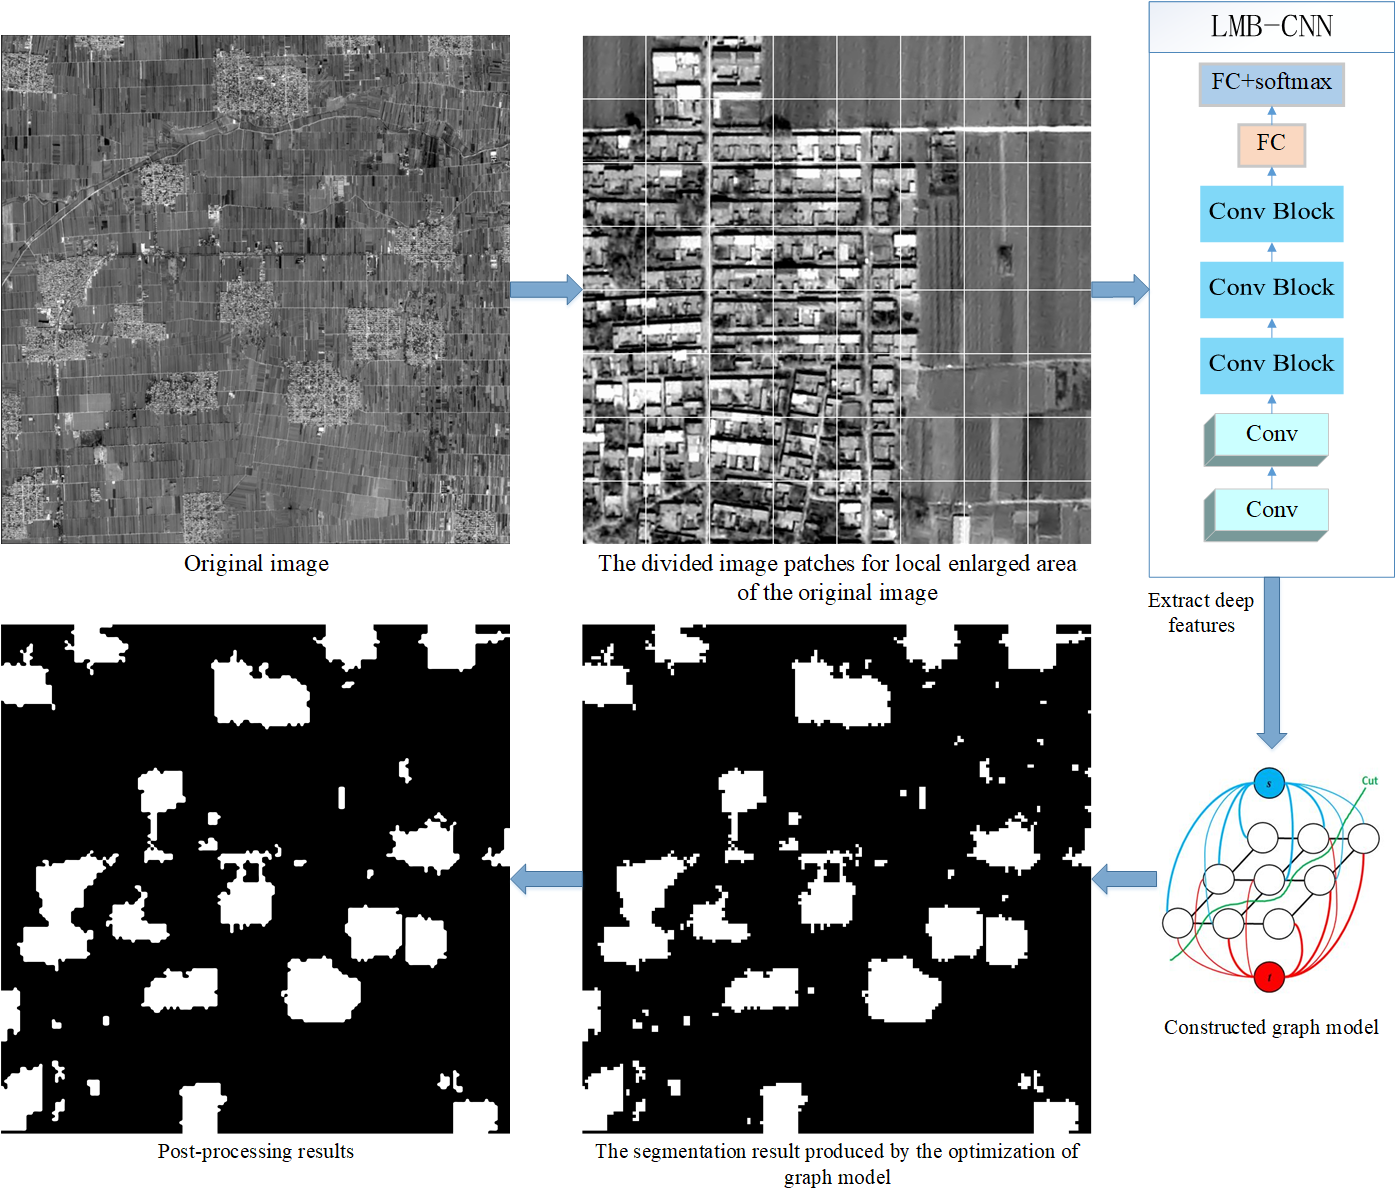 LMB-CNN
FC+softmax
FC
Conv Block
Conv Block
Conv Block
Conv
Conv
Original image
The divided image patches for local enlarged area
of the original image
Extract deep
features
s
Cut
t
Constructed graph model
Post-processing results
The segmentation result produced by the optimization of
graph model